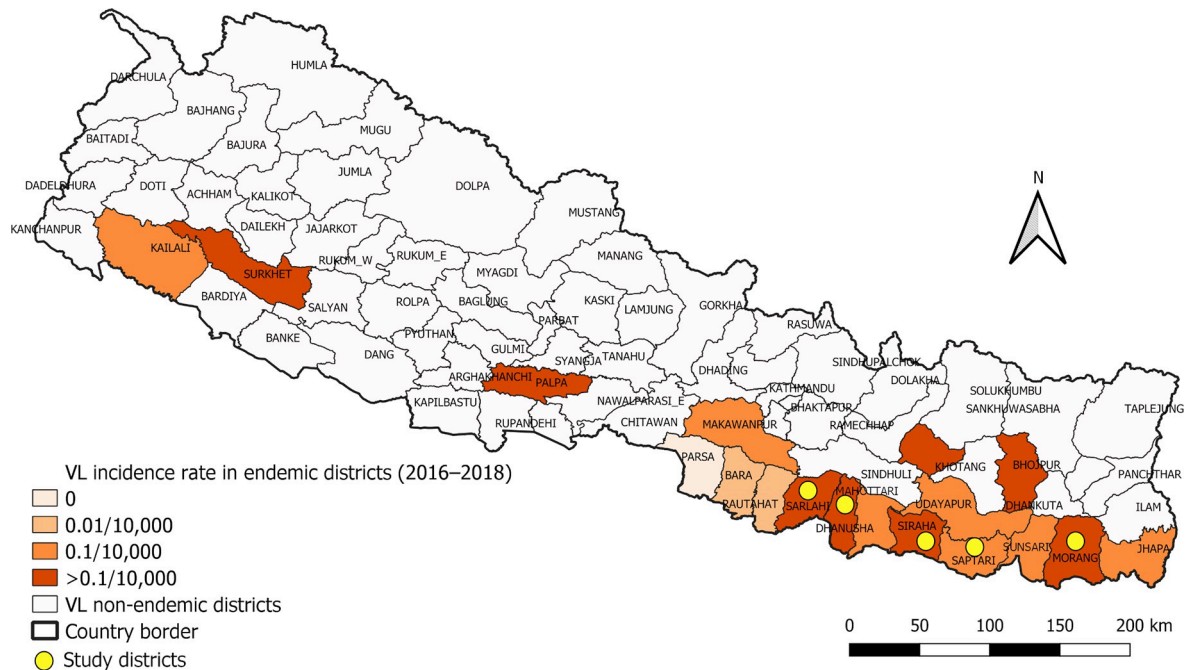 HUMLA
DARCHULA
BAJHANG
MUGU
BAITADI
BAJURA
JUMLA
DADELDHURA
DOTI
ACHHAM
KALIKOT
DOLPA
N
MUSTANG
KANCHANPUR
DAILEKH
JAJARKOT
KAILALI
RUKUM_W
RUKUM_E
MANANG
SURKHET
MYAGDI
BARDIYA
SALYAN
ROLPA
BAGLUNG
KASKI
LAMJUNG
GORKHA
PARBAT
RASUWA
BANKE
PYUTHAN
DANG
GULMI
SYANGJA
TANAHU
SINDHUPALCHOK
DHADING
DOLAKHA
ARGHAKHANCHI
PALPA
KATHMANDU
SOLUKHUMBU
KAPILBASTU
NAWALPARASI_E
BHAKTAPUR
SANKHUWASABHA
TAPLEJUNG
RUPANDEHI
CHITAWAN
MAKAWANPUR
RAMECHHAP
PARSA
BARA
SINDHULI
KHOTANG
BHOJPUR
PANCHTHAR
RAUTAHAT
SARLAHI
MAHOTTARI
UDAYAPUR
DHANKUTA
ILAM
DHANUSHA
SIRAHA
SAPTARI
SUNSARI
MORANG
JHAPA
VL incidence rate in endemic districts (2016–2018)
0
0.01/10,000
0.1/10,000
>0.1/10,000
VL non-endemic districts
Country border
Study districts
0 50 100 150 200 km